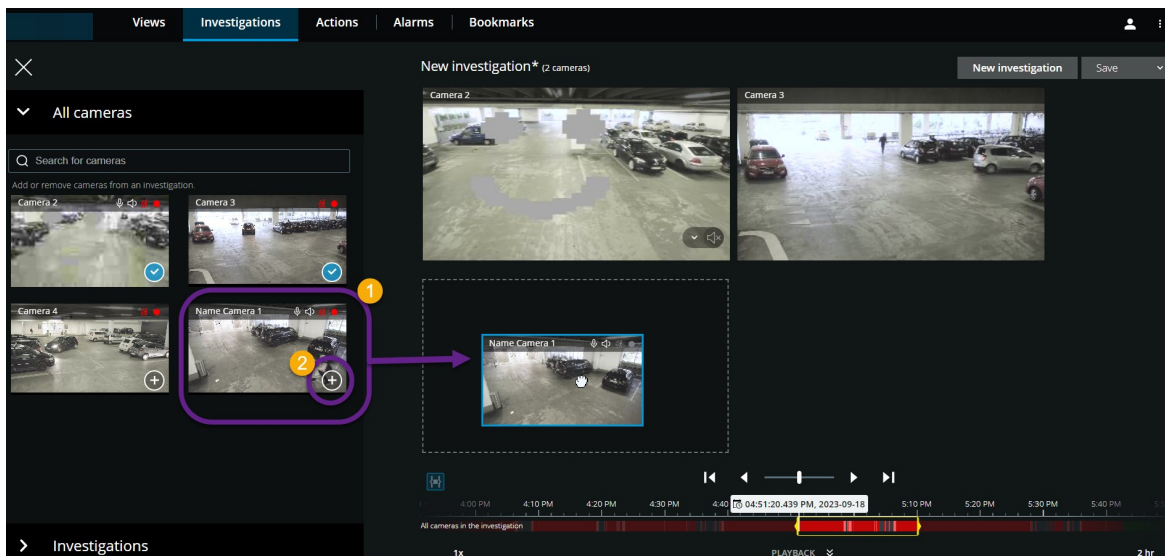 Views Investigations Actions Alarms Bookmarks
New investigation* (2 cameras)
New investigation Save
All cameras
Search for cameras
Add or remove cameras from an investigation.
Camera 2
Camera 3
Camera 4
Name Camera 1
1
2
Camera 2
Camera 3
Name Camera 1
4:00 PM 4:10 PM 4:20 PM 4:30 PM 4:40 04:51:20.439 PM, 2023-09-18 5:10 PM 5:20 PM 5:30 PM 5:40 PM
All cameras in the investigation
Investigations
1x PLAYBACK 2 hr